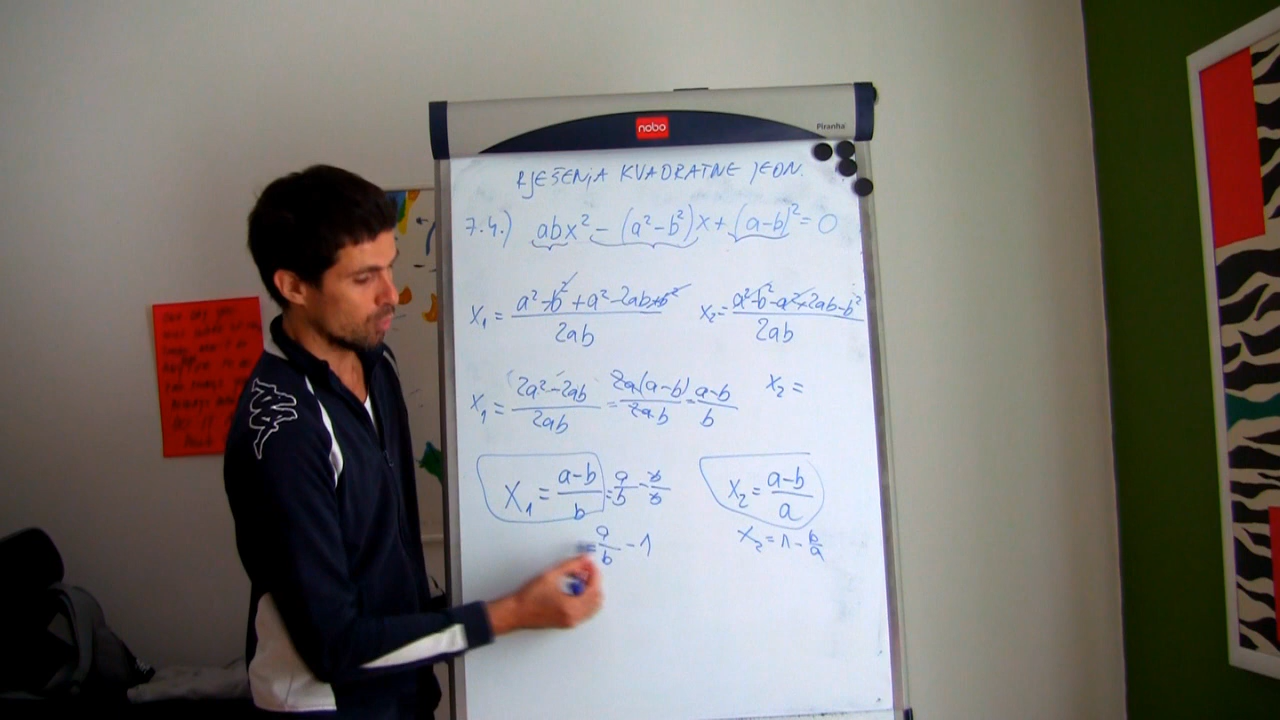 nobo
Piranha
RJEŠENJA KVADRATNE JEDN.
7.4.) abx² - (a²-b²)x + (a-b)² = 0
x₁ = (a²-b²+a²-2ab+b²)/2ab x₂ = (a²-b²-a²+2ab-b²)/2ab
x₁ = (2a²-2ab)/2ab = 2a(a-b)/2ab = (a-b)/b x₂ =
x₁ = (a-b)/b = a/b - b/b x₂ = (a-b)/a
= a/b - 1 x₂ = 1 - b/a